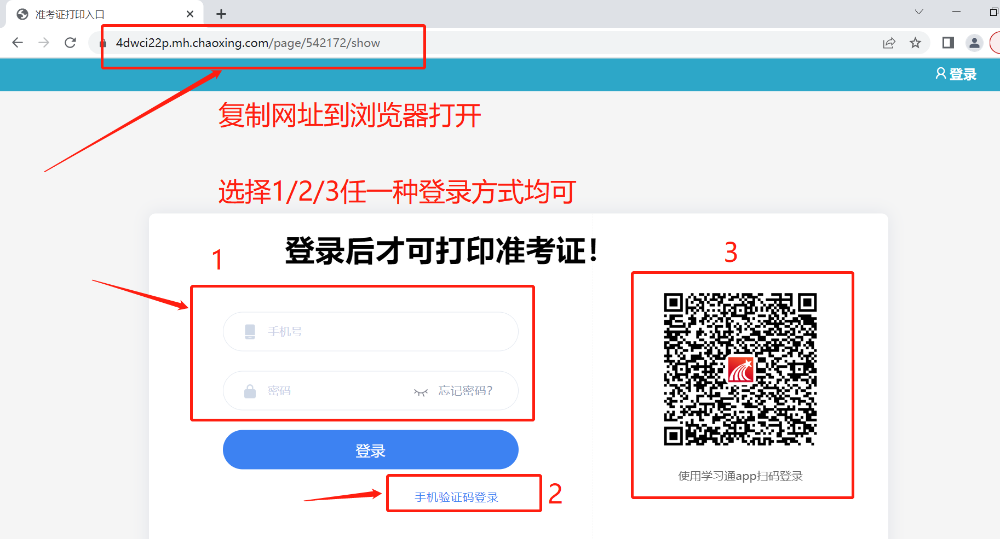 准考证打印入口
4dwci22p.mh.chaoxing.com/page/542172/show
登录
复制网址到浏览器打开
选择1/2/3任一种登录方式均可
登录后才可打印准考证！
1
3
手机号
密码
忘记密码?
登录
使用学习通app扫码登录
手机验证码登录
2